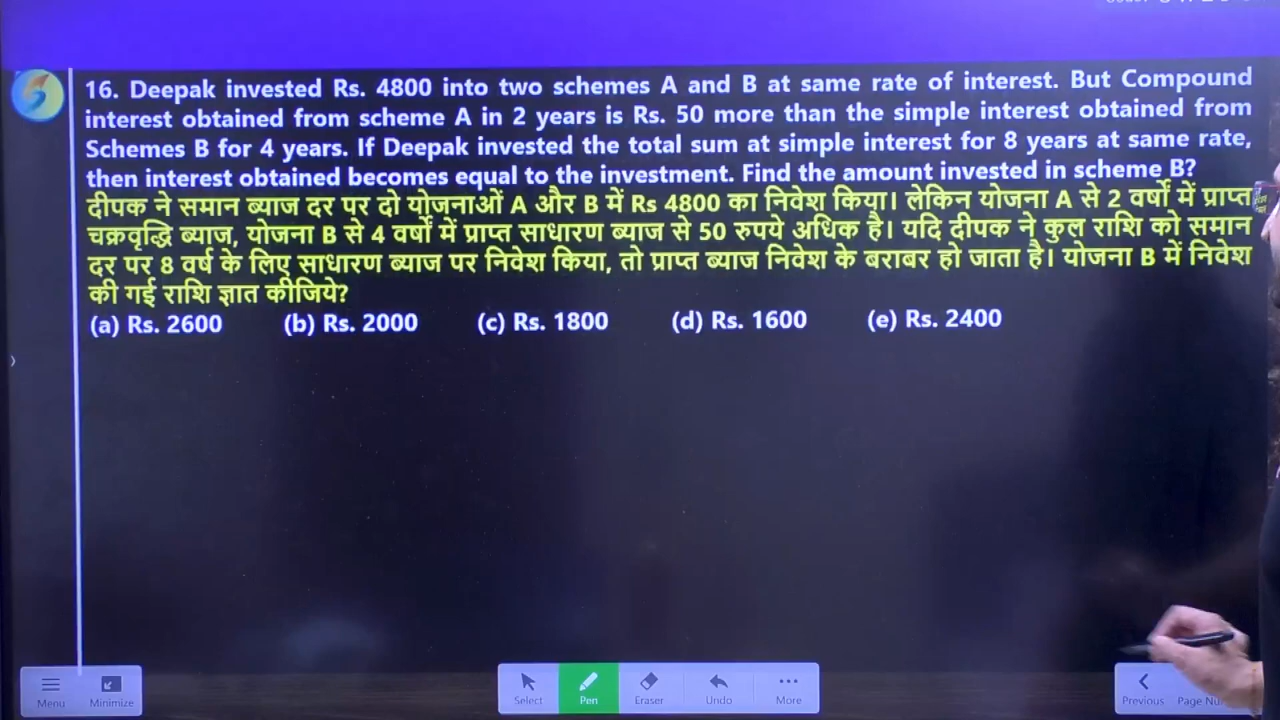 16. Deepak invested Rs. 4800 into two schemes A and B at same rate of interest. But Compound
interest obtained from scheme A in 2 years is Rs. 50 more than the simple interest obtained from
Schemes B for 4 years. If Deepak invested the total sum at simple interest for 8 years at same rate,
then interest obtained becomes equal to the investment. Find the amount invested in scheme B?
दीपक ने समान ब्याज दर पर दो योजनाओं A और B में Rs 4800 का निवेश किया। लेकिन योजना A से 2 वर्षों में प्राप्त
चक्रवृद्धि ब्याज, योजना B से 4 वर्षों में प्राप्त साधारण ब्याज से 50 रुपये अधिक है। यदि दीपक ने कुल राशि को समान
दर पर 8 वर्ष के लिए साधारण ब्याज पर निवेश किया, तो प्राप्त ब्याज निवेश के बराबर हो जाता है। योजना B में निवेश
की गई राशि ज्ञात कीजिये?
(a) Rs. 2600 (b) Rs. 2000 (c) Rs. 1800 (d) Rs. 1600 (e) Rs. 2400
Menu Minimize Select Pen Eraser Undo More Previous Page